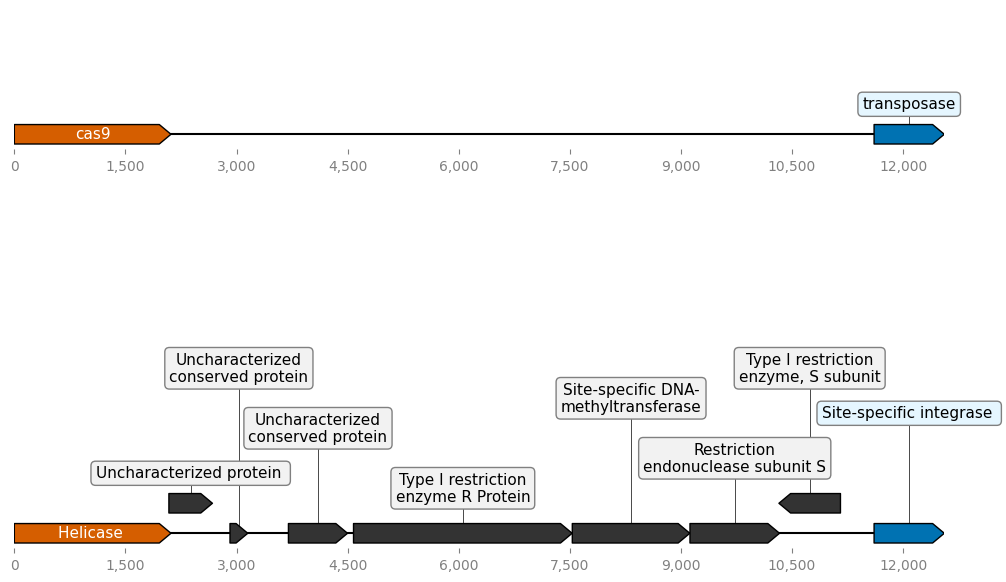 transposase
cas9
0 1,500 3,000 4,500 6,000 7,500 9,000 10,500 12,000
Uncharacterized
conserved protein
Type I restriction
enzyme, S subunit
Site-specific DNA-
methyltransferase
Site-specific integrase
Uncharacterized
conserved protein
Restriction
endonuclease subunit S
Uncharacterized protein
Type I restriction
enzyme R Protein
Helicase
0 1,500 3,000 4,500 6,000 7,500 9,000 10,500 12,000